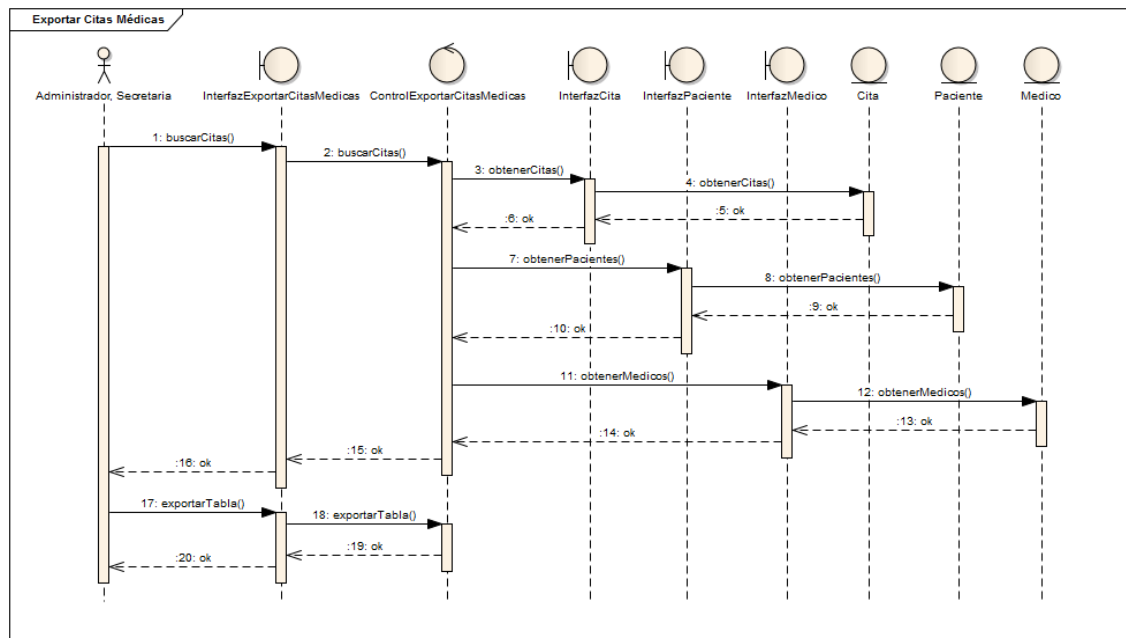 Exportar Citas Médicas
Administrador, Secretaria
InterfazExportarCitasMedicas
ControlExportarCitasMedicas
InterfazCita
InterfazPaciente
InterfazMedico
Cita
Paciente
Medico
1: buscarCitas()
2: buscarCitas()
3: obtenerCitas()
4: obtenerCitas()
:5: ok
:6: ok
7: obtenerPacientes()
8: obtenerPacientes()
:9: ok
:10: ok
11: obtenerMedicos()
12: obtenerMedicos()
:13: ok
:14: ok
:15: ok
:16: ok
17: exportarTabla()
18: exportarTabla()
:19: ok
:20: ok